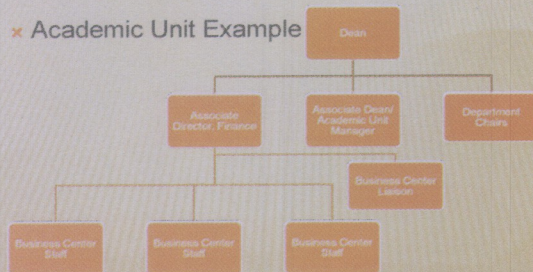 Academic Unit Example
Dean
Associate
Director, Finance
Associate Dean/
Academic Unit
Manager
Department
Chairs
Business Center
Liaison
Business Center
Staff
Business Center
Staff
Business Center
Staff